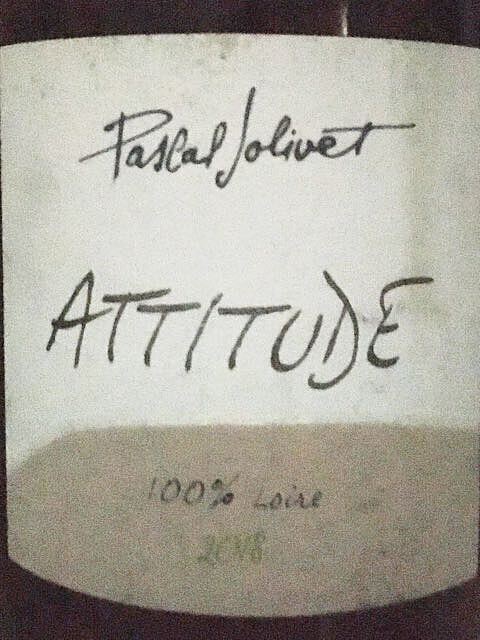 Pascal Jolivet
ATTITUDE
100% Loire
2018